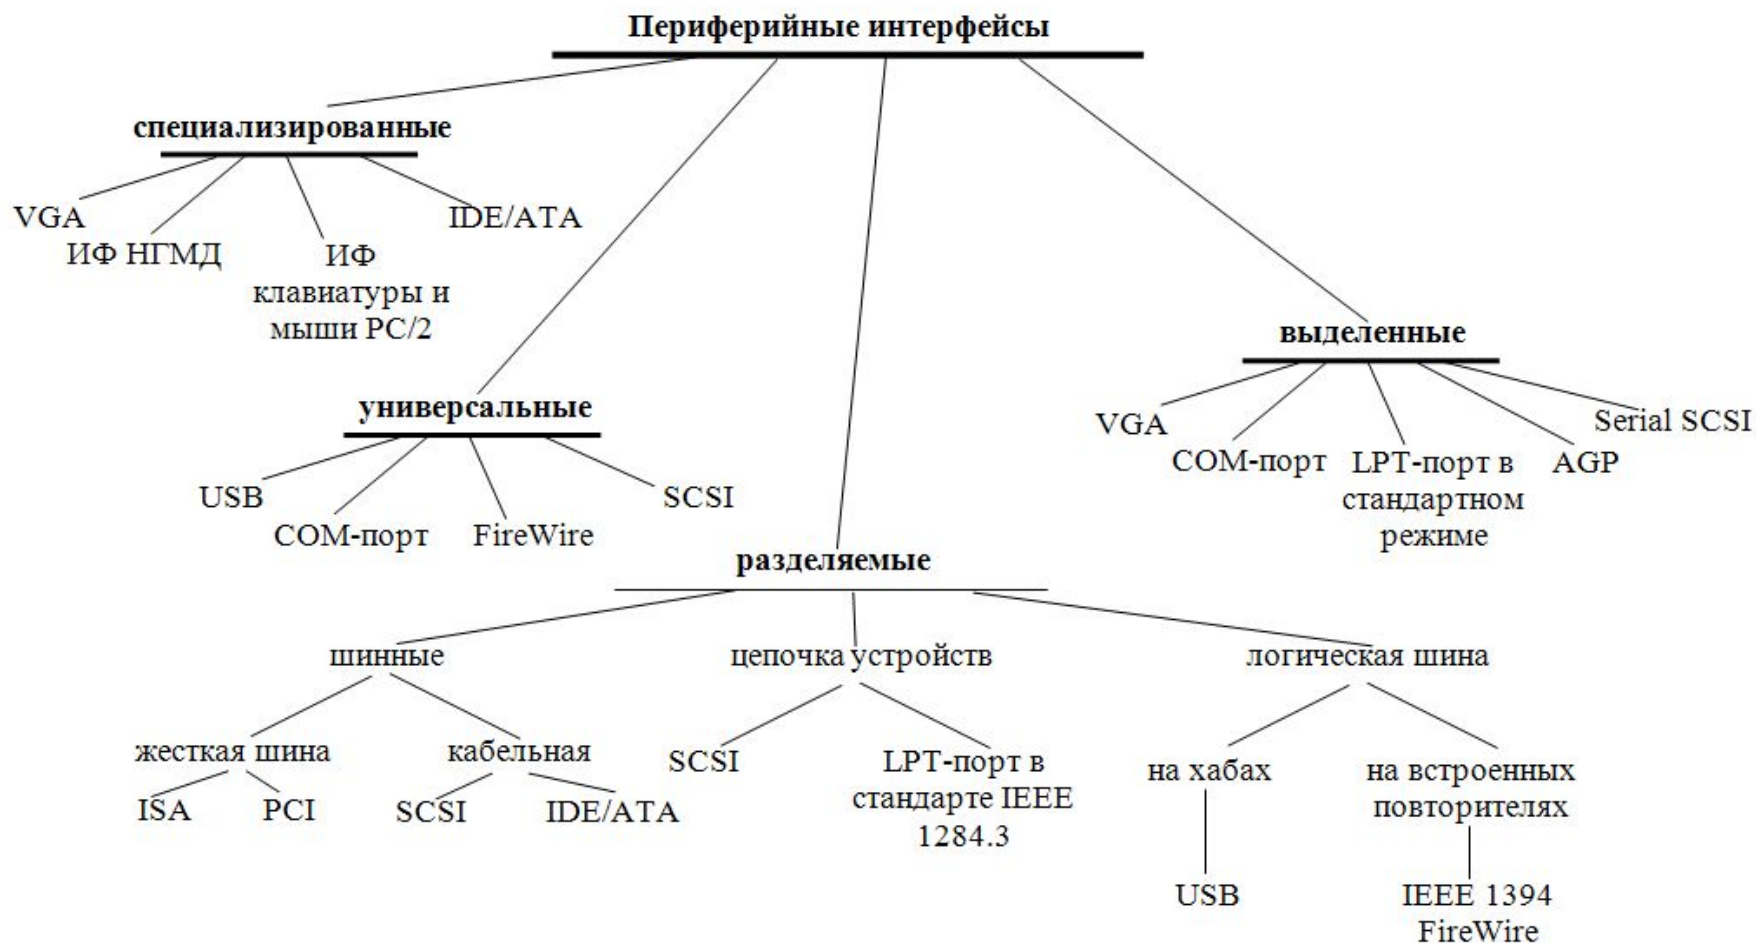 Периферийные интерфейсы
специализированные
VGA
IDE/ATA
ИФ НГМД
ИФ
клавиатуры и
мыши PC/2
выделенные
VGA
Serial SCSI
COM-порт
LPT-порт в
стандартном
режиме
AGP
универсальные
USB
SCSI
COM-порт
FireWire
разделяемые
шинные
цепочка устройств
логическая шина
жесткая шина
кабельная
ISA
PCI
SCSI
IDE/ATA
SCSI
LPT-порт в
стандарте IEEE
1284.3
на хабах
на встроенных
повторителях
USB
IEEE 1394
FireWire